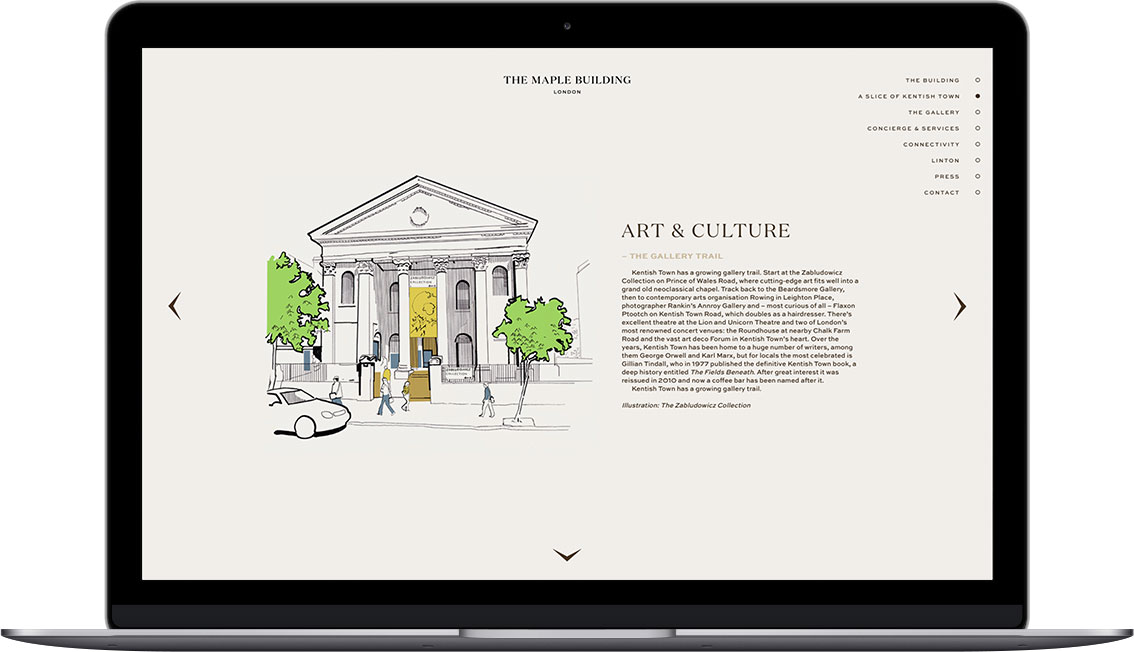 THE MAPLE BUILDING
LONDON
THE BUILDING
A SLICE OF KENTISH TOWN
THE GALLERY
CONCIERGE & SERVICES
CONNECTIVITY
LINTON
PRESS
CONTACT
ART & CULTURE
– THE GALLERY TRAIL
Kentish Town has a growing gallery trail. Start at the Zabludowicz
Collection on Prince of Wales Road, where cutting-edge art fits well into a
grand old neoclassical chapel. Track back to the Beardsmore Gallery,
then to contemporary arts organisation Rowing in Leighton Place,
photographer Rankin's Annroy Gallery and – most curious of all – Flaxon
Ptootch on Kentish Town Road, which doubles as a hairdresser. There's
excellent theatre at the Lion and Unicorn Theatre and two of London's
most renowned concert venues: the Roundhouse at nearby Chalk Farm
Road and the vast art deco Forum in Kentish Town's heart. Over the
years, Kentish Town has been home to a huge number of writers, among
them George Orwell and Karl Marx, but for locals the most celebrated is
Gillian Tindall, who in 1977 published the definitive Kentish Town book, a
deep history entitled The Fields Beneath. After great interest it was
reissued in 2010 and now a coffee bar has been named after it.
Kentish Town has a growing gallery trail.
Illustration: The Zabludowicz Collection
ZABLUDOWICZ
COLLECTION
ZABLUDOWICZ
COLLECTION